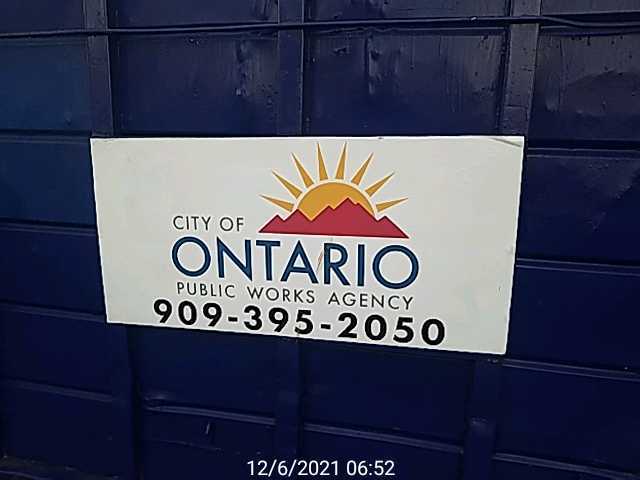 CITY OF
ONTARIO
PUBLIC WORKS AGENCY
909-395-2050
12/6/2021 06:52